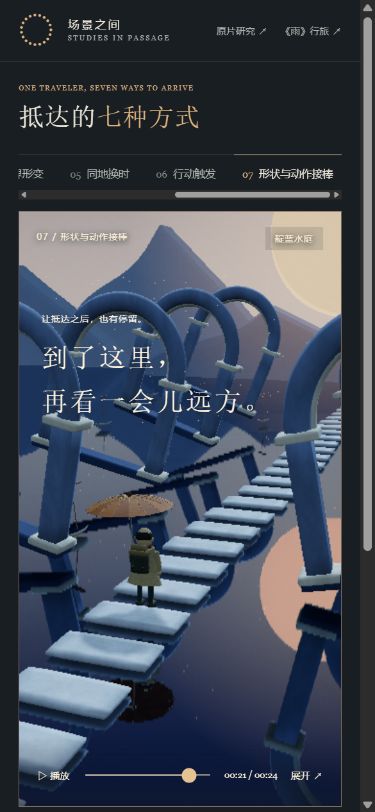 场景之间
STUDIES IN PASSAGE
原片研究 ↗ 《雨》行旅 ↗
ONE TRAVELER, SEVEN WAYS TO ARRIVE
抵达的七种方式
形变 05 同地换时 06 行动触发 07 形状与动作接棒
07 / 形状与动作接棒
靛蓝水庭
让抵达之后，也有停留。
到了这里，
再看一会儿远方。
▷ 播放 00:21 / 00:24 展开 ↗